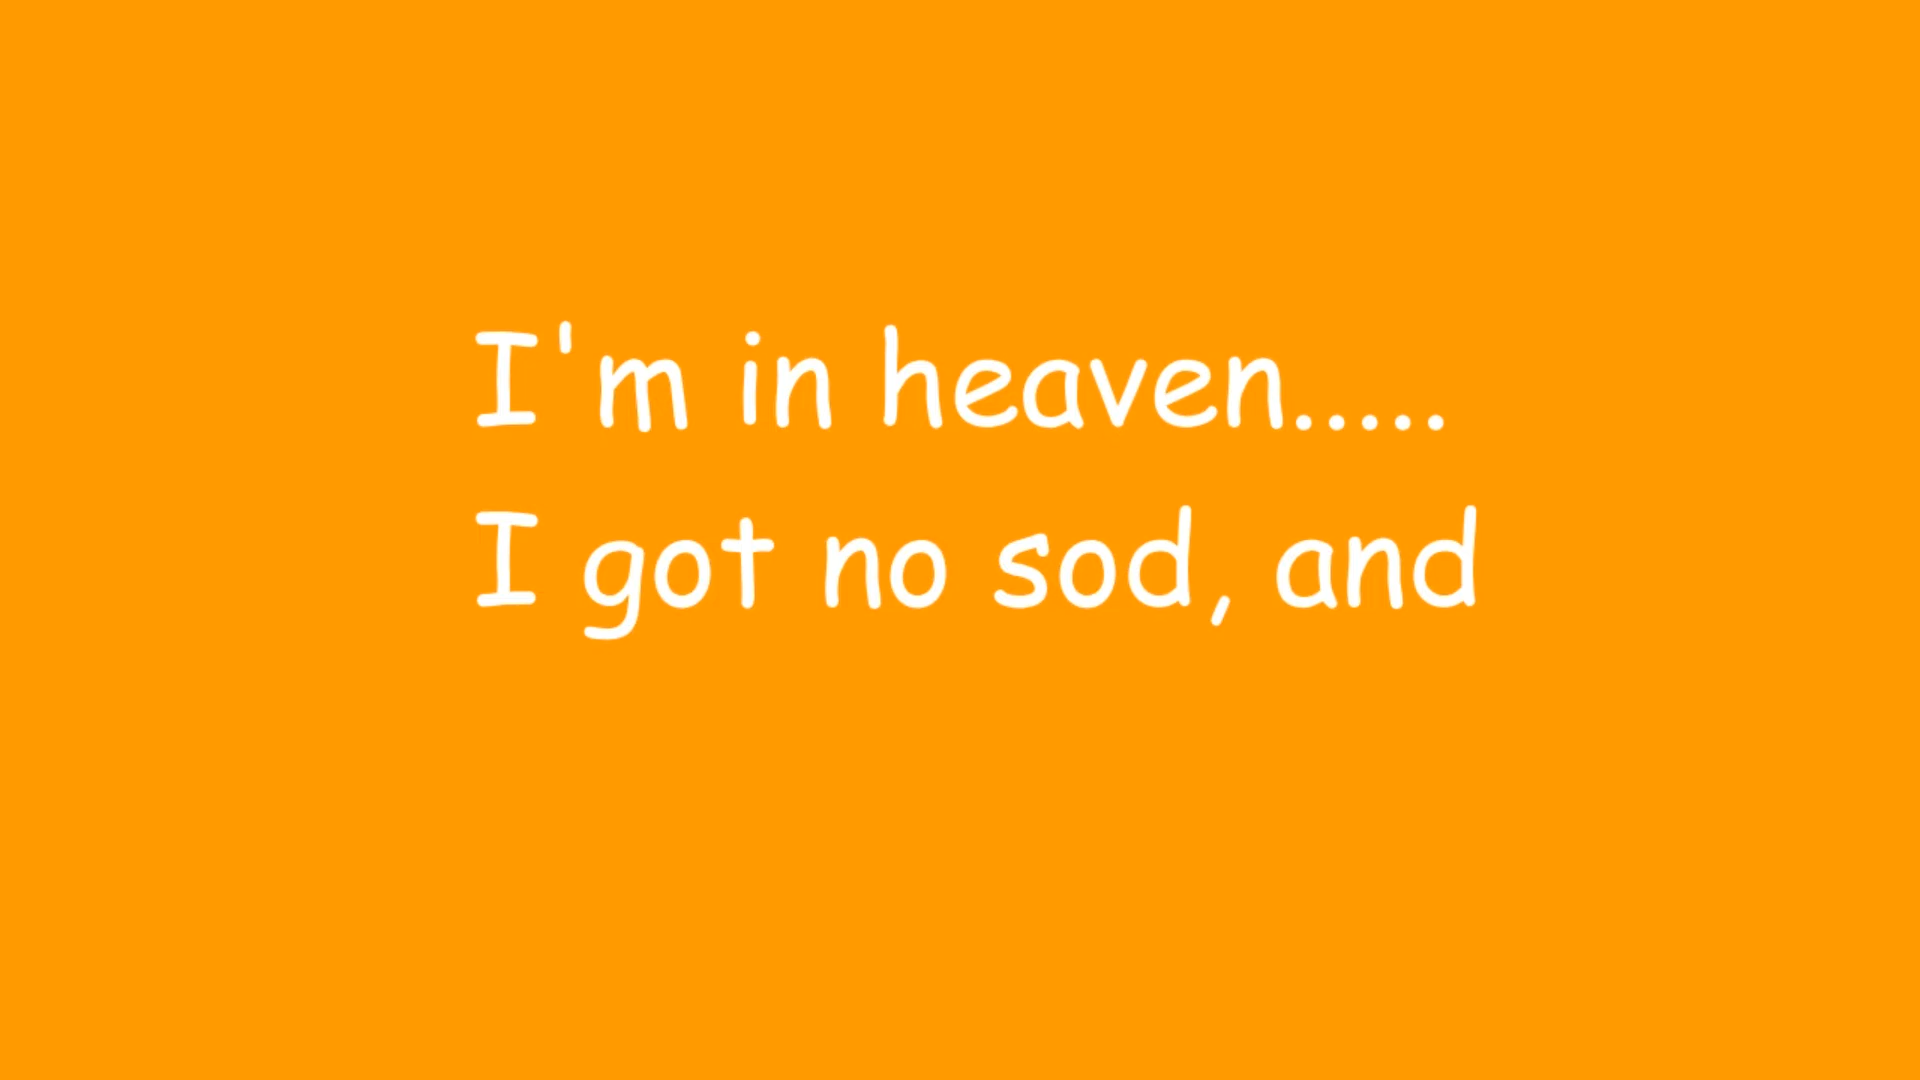 I'm in heaven.....
I got no sod, and